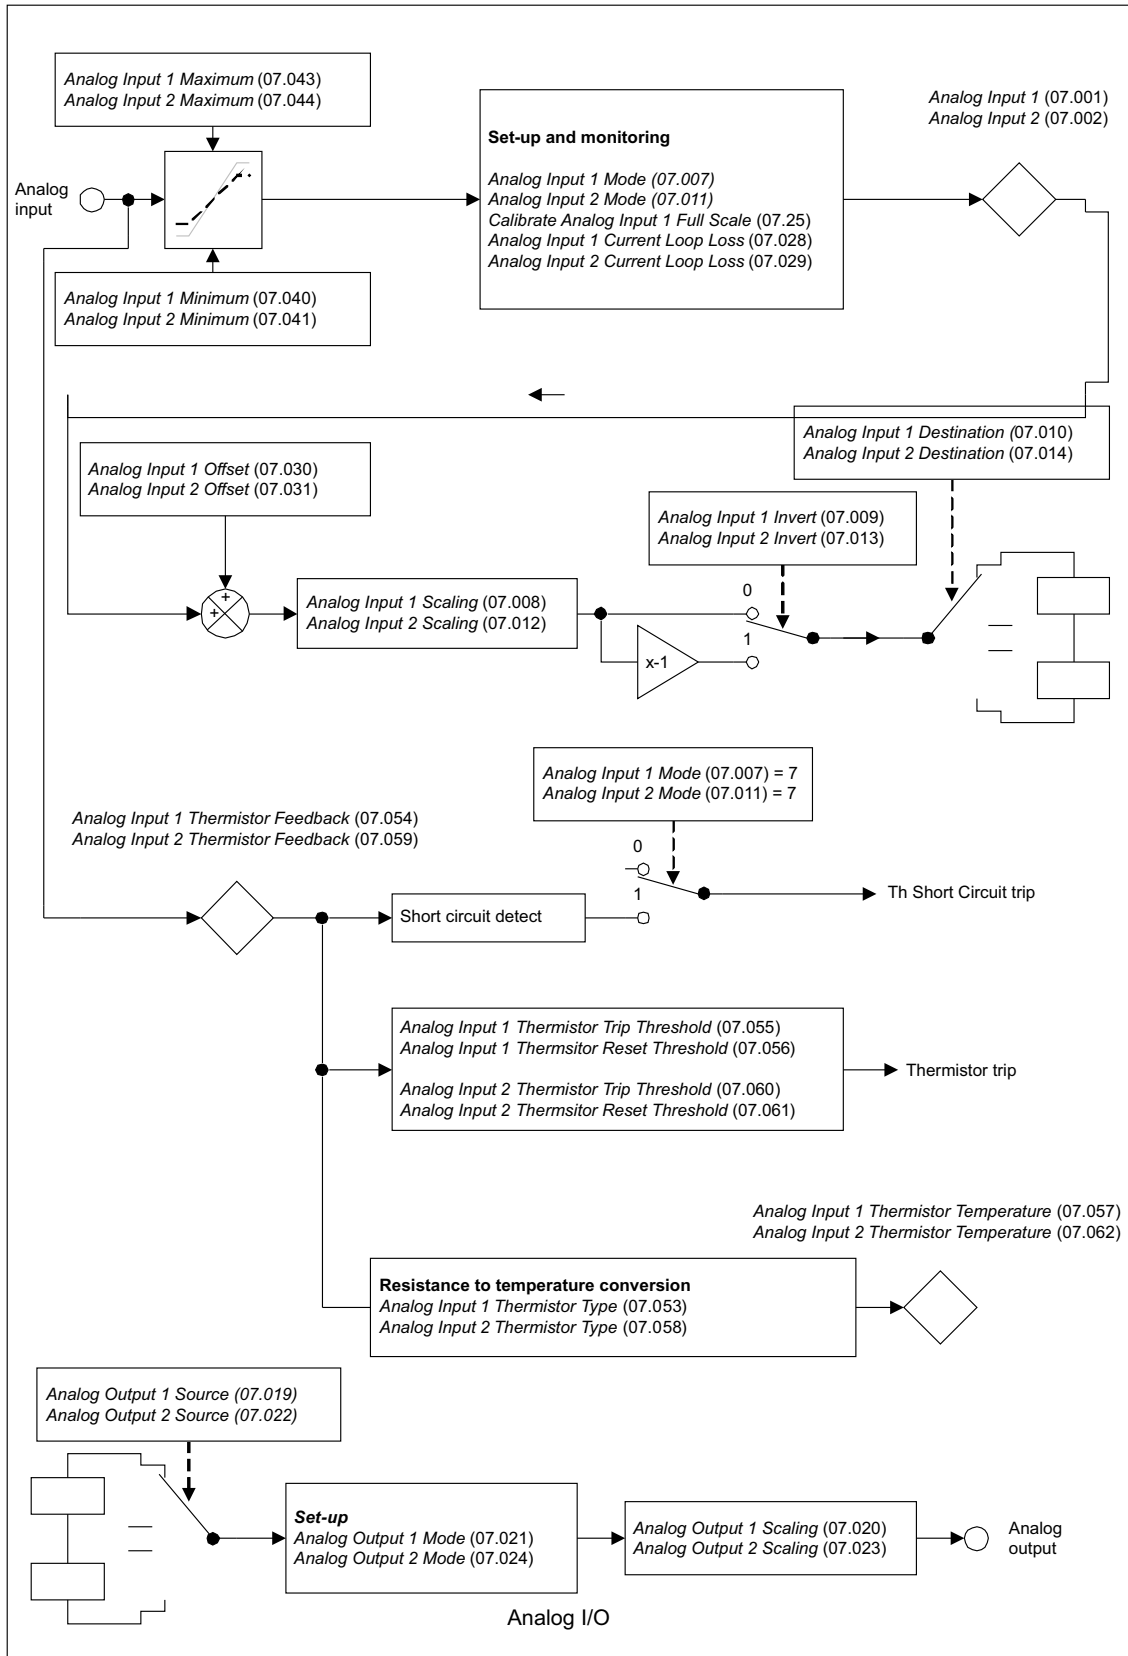 Analog Input 1 Maximum (07.043)
Analog Input 2 Maximum (07.044)
Analog Input 1 (07.001)
Analog Input 2 (07.002)
Set-up and monitoring
Analog Input 1 Mode (07.007)
Analog Input 2 Mode (07.011)
Calibrate Analog Input 1 Full Scale (07.25)
Analog Input 1 Current Loop Loss (07.028)
Analog Input 2 Current Loop Loss (07.029)
Analog
input
Analog Input 1 Minimum (07.040)
Analog Input 2 Minimum (07.041)
Analog Input 1 Destination (07.010)
Analog Input 2 Destination (07.014)
Analog Input 1 Offset (07.030)
Analog Input 2 Offset (07.031)
Analog Input 1 Invert (07.009)
Analog Input 2 Invert (07.013)
+
+
Analog Input 1 Scaling (07.008)
Analog Input 2 Scaling (07.012)
0
1
x-1
Analog Input 1 Mode (07.007) = 7
Analog Input 2 Mode (07.011) = 7
Analog Input 1 Thermistor Feedback (07.054)
Analog Input 2 Thermistor Feedback (07.059)
0
1
Th Short Circuit trip
Short circuit detect
Analog Input 1 Thermistor Trip Threshold (07.055)
Analog Input 1 Thermsitor Reset Threshold (07.056)
Analog Input 2 Thermistor Trip Threshold (07.060)
Analog Input 2 Thermsitor Reset Threshold (07.061)
Thermistor trip
Analog Input 1 Thermistor Temperature (07.057)
Analog Input 2 Thermistor Temperature (07.062)
Resistance to temperature conversion
Analog Input 1 Thermistor Type (07.053)
Analog Input 2 Thermistor Type (07.058)
Analog Output 1 Source (07.019)
Analog Output 2 Source (07.022)
Set-up
Analog Output 1 Mode (07.021)
Analog Output 2 Mode (07.024)
Analog Output 1 Scaling (07.020)
Analog Output 2 Scaling (07.023)
Analog
output
Analog I/O